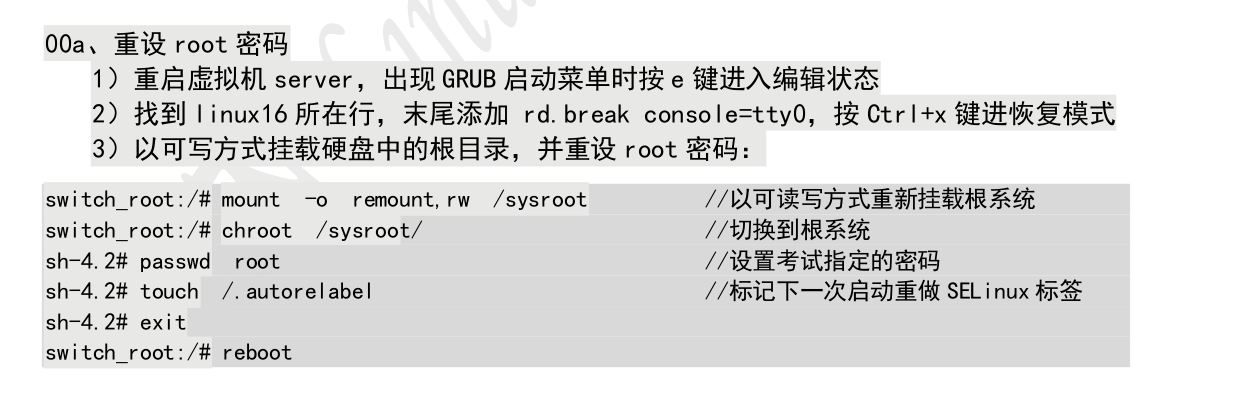 00a、重设 root 密码
1）重启虚拟机 server，出现 GRUB 启动菜单时按 e 键进入编辑状态
2）找到 linux16 所在行，末尾添加 rd.break console=tty0，按 Ctrl+x 键进恢复模式
3）以可写方式挂载硬盘中的根目录，并重设 root 密码：
switch_root:/# mount -o remount,rw /sysroot //以可读写方式重新挂载根系统
switch_root:/# chroot /sysroot/ //切换到根系统
sh-4.2# passwd root //设置考试指定的密码
sh-4.2# touch /.autorelabel //标记下一次启动重做 SELinux 标签
sh-4.2# exit
switch_root:/# reboot